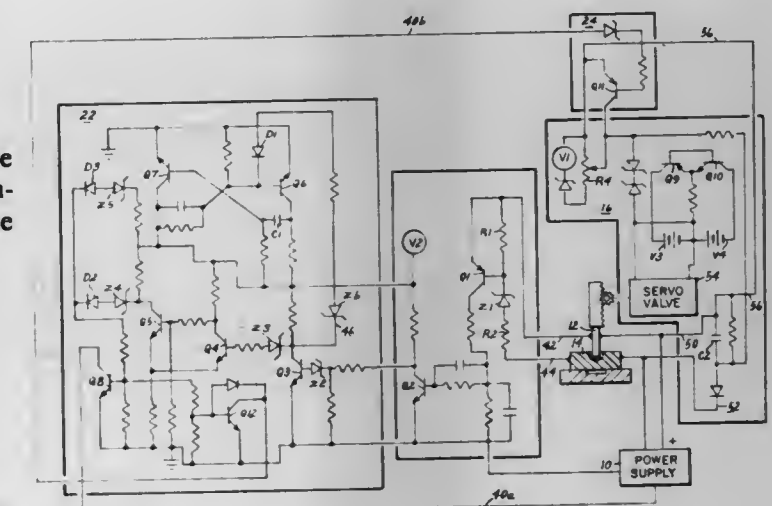 e
n-
e
40b
24
56
22
Q11
D1
V1
R4
16
Q9
Q10
D3
Z5
Q7
Q6
C1
V2
R1
Q1
Z1
R2
V3
V4
SERVO
VALVE
54
56
D2
Z4
Q5
Q4
Z3
Z6
46
12
14
42
50
C2
44
Q8
Q12
Q3
Z2
Q2
52
+
10
POWER
SUPPLY
40a